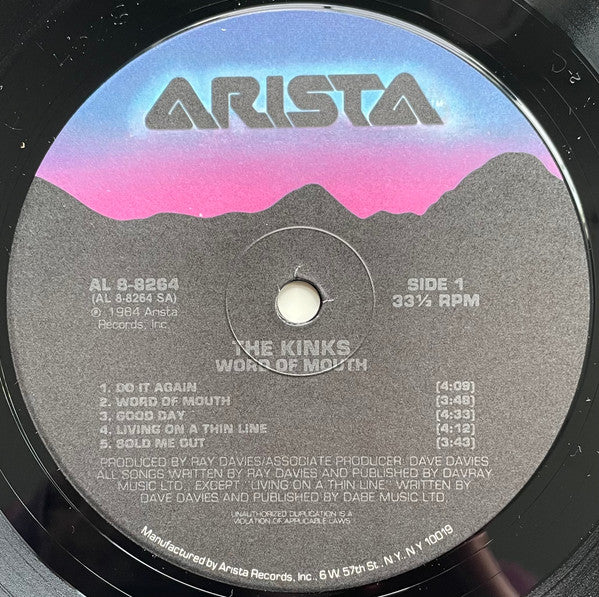 ARISTA
AL 8-8264
(AL 8-8264 SA)
℗ 1984 Arista
Records, Inc.
SIDE 1
33⅓ RPM
THE KINKS
WORD OF MOUTH
1. DO IT AGAIN [4:09]
2. WORD OF MOUTH [3:48]
3. GOOD DAY [4:33]
4. LIVING ON A THIN LINE [4:12]
5. SOLD ME OUT [3:43]
PRODUCED BY RAY DAVIES/ASSOCIATE PRODUCER: DAVE DAVIES
ALL SONGS WRITTEN BY RAY DAVIES AND PUBLISHED BY DAVRAY
MUSIC LTD., EXCEPT "LIVING ON A THIN LINE" WRITTEN BY
DAVE DAVIES AND PUBLISHED BY DABE MUSIC LTD.
UNAUTHORIZED DUPLICATION IS A
VIOLATION OF APPLICABLE LAWS.
Manufactured by Arista Records, Inc., 6 W. 57th St., N.Y., N.Y. 10019